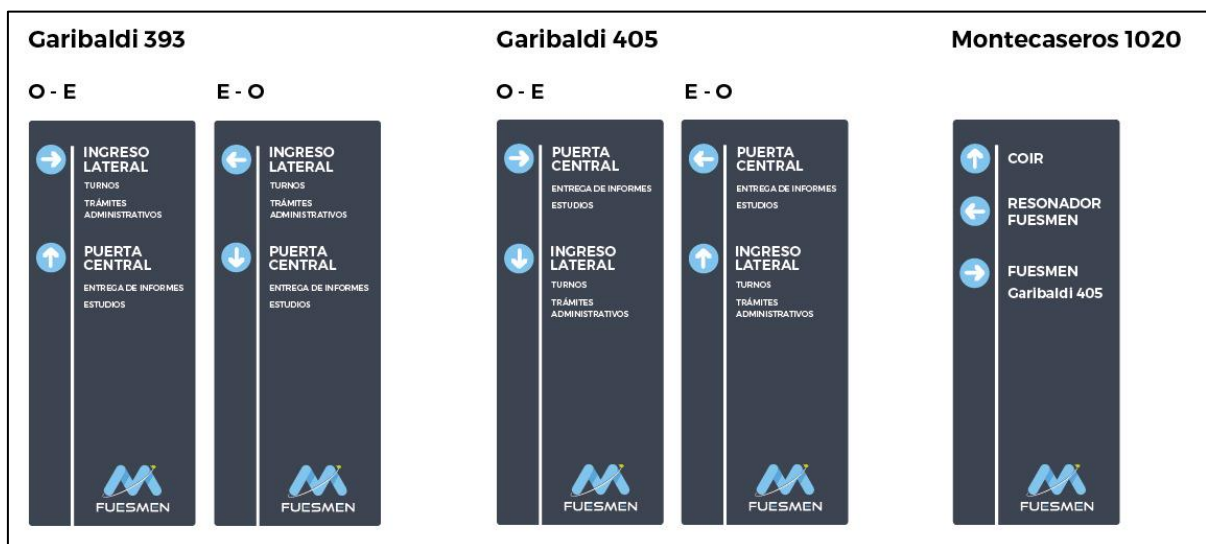 Garibaldi 393
O - E
INGRESO
LATERAL
TURNOS
TRÁMITES
ADMINISTRATIVOS
PUERTA
CENTRAL
ENTREGA DE INFORMES
ESTUDIOS
FUESMEN
E - O
INGRESO
LATERAL
TURNOS
TRÁMITES
ADMINISTRATIVOS
PUERTA
CENTRAL
ENTREGA DE INFORMES
ESTUDIOS
FUESMEN
Garibaldi 405
O - E
PUERTA
CENTRAL
ENTREGA DE INFORMES
ESTUDIOS
INGRESO
LATERAL
TURNOS
TRÁMITES
ADMINISTRATIVOS
FUESMEN
E - O
PUERTA
CENTRAL
ENTREGA DE INFORMES
ESTUDIOS
INGRESO
LATERAL
TURNOS
TRÁMITES
ADMINISTRATIVOS
FUESMEN
Montecaseros 1020
COIR
RESONADOR
FUESMEN
FUESMEN
Garibaldi 405
FUESMEN